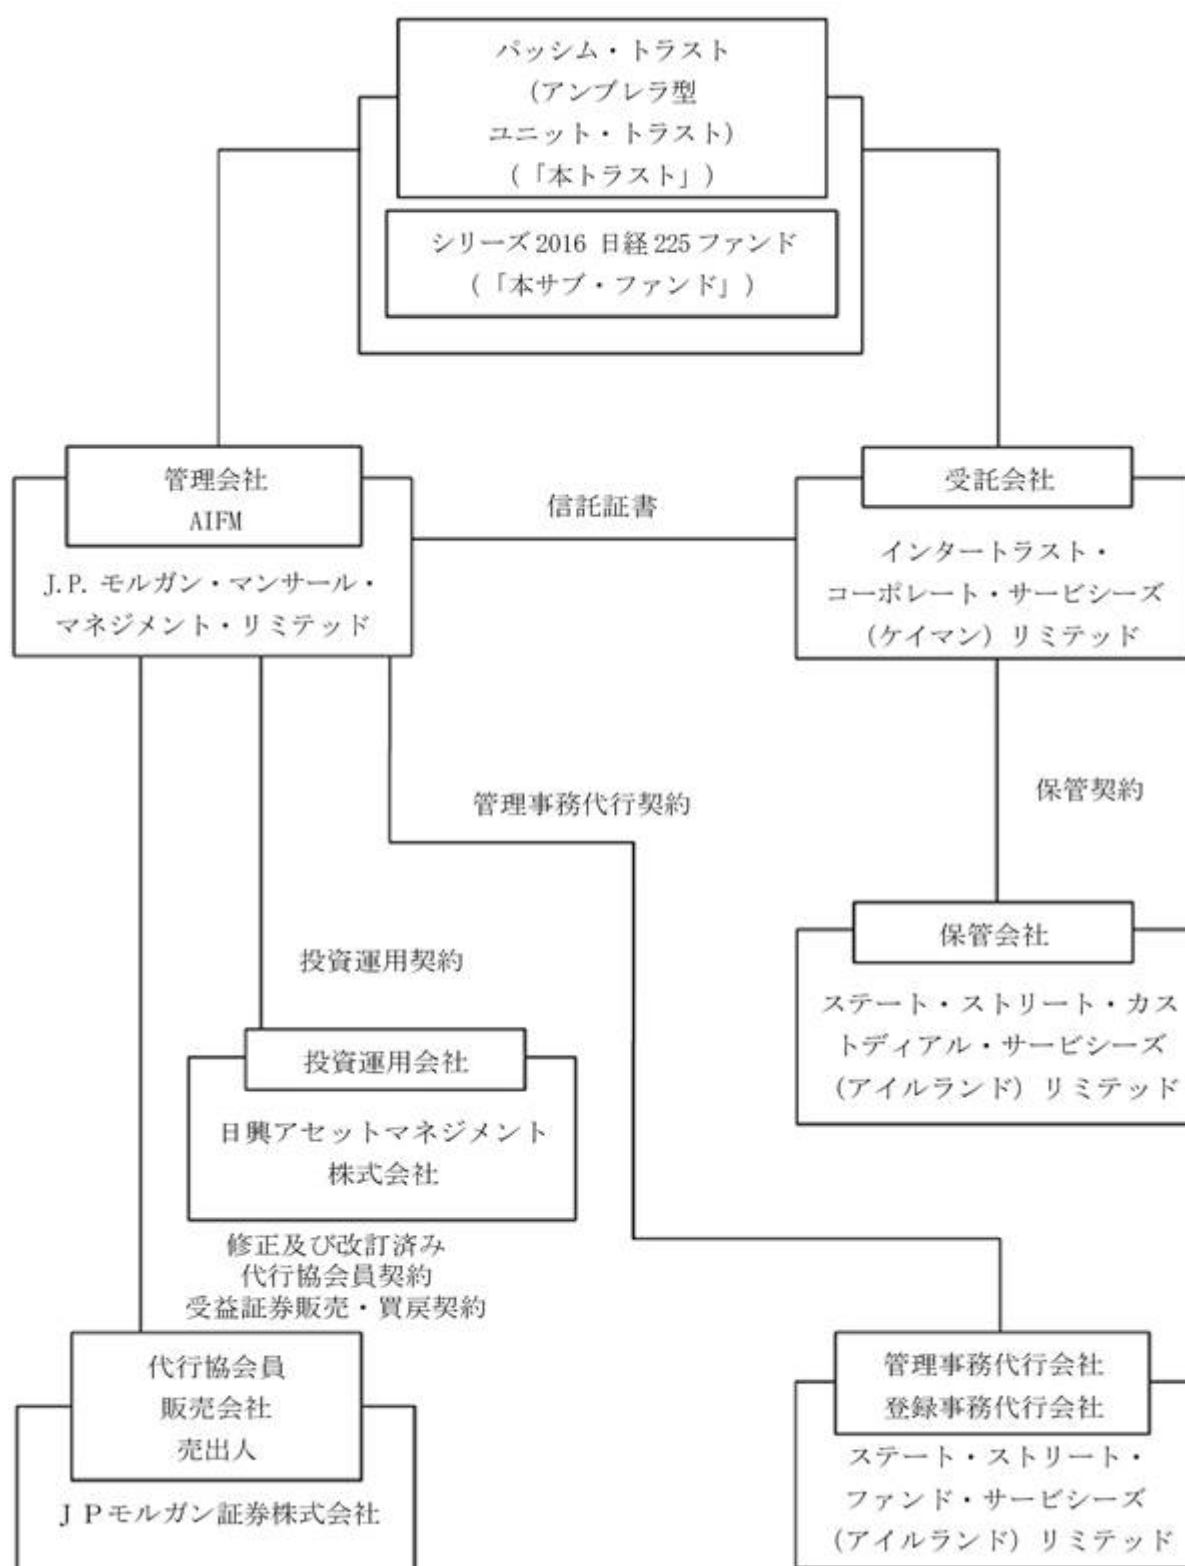 パッシム・トラスト
(アンブレラ型
ユニット・トラスト)
(「本トラスト」)
シリーズ2016 日経225ファンド
(「本サブ・ファンド」)
管理会社
AIFM
J.P. モルガン・マンサール・
マネジメント・リミテッド
信託証書
受託会社
インタートラスト・
コーポレート・サービシーズ
(ケイマン) リミテッド
管理事務代行契約
保管契約
保管会社
ステート・ストリート・カス
トディアル・サービシーズ
(アイルランド) リミテッド
投資運用契約
投資運用会社
日興アセットマネジメント
株式会社
修正及び改訂済み
代行協会員契約
受益証券販売・買戻契約
代行協会員
販売会社
売出人
JPモルガン証券株式会社
管理事務代行会社
登録事務代行会社
ステート・ストリート・
ファンド・サービシーズ
(アイルランド) リミテッド